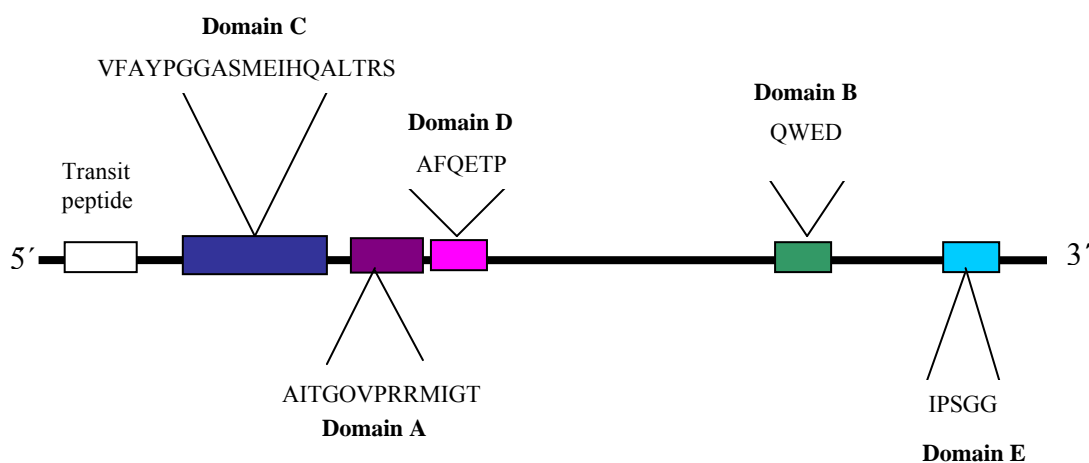 Domain C
VFAYPGGASMEIHQALTRS
Domain D
AFQETP
Domain B
QWED
Transit
peptide
5´
3´
AITGOVPRRMIGT
Domain A
IPSGG
Domain E